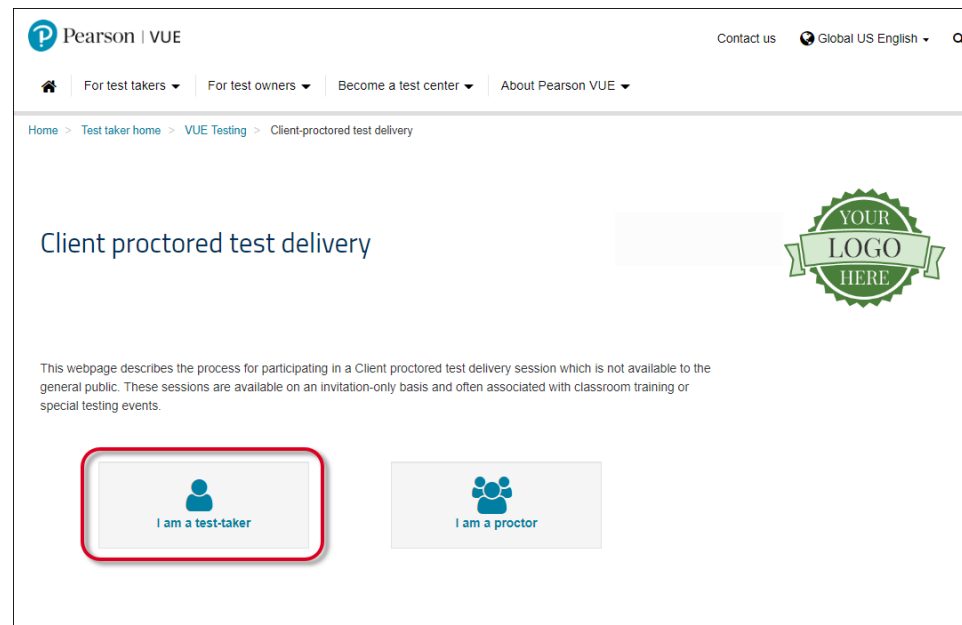 Pearson | VUE
Contact us
Global US English
For test takers
For test owners
Become a test center
About Pearson VUE
Home > Test taker home > VUE Testing > Client-proctored test delivery
Client proctored test delivery
YOUR
LOGO
HERE
This webpage describes the process for participating in a Client proctored test delivery session which is not available to the
general public. These sessions are available on an invitation-only basis and often associated with classroom training or
special testing events.
I am a test-taker
I am a proctor